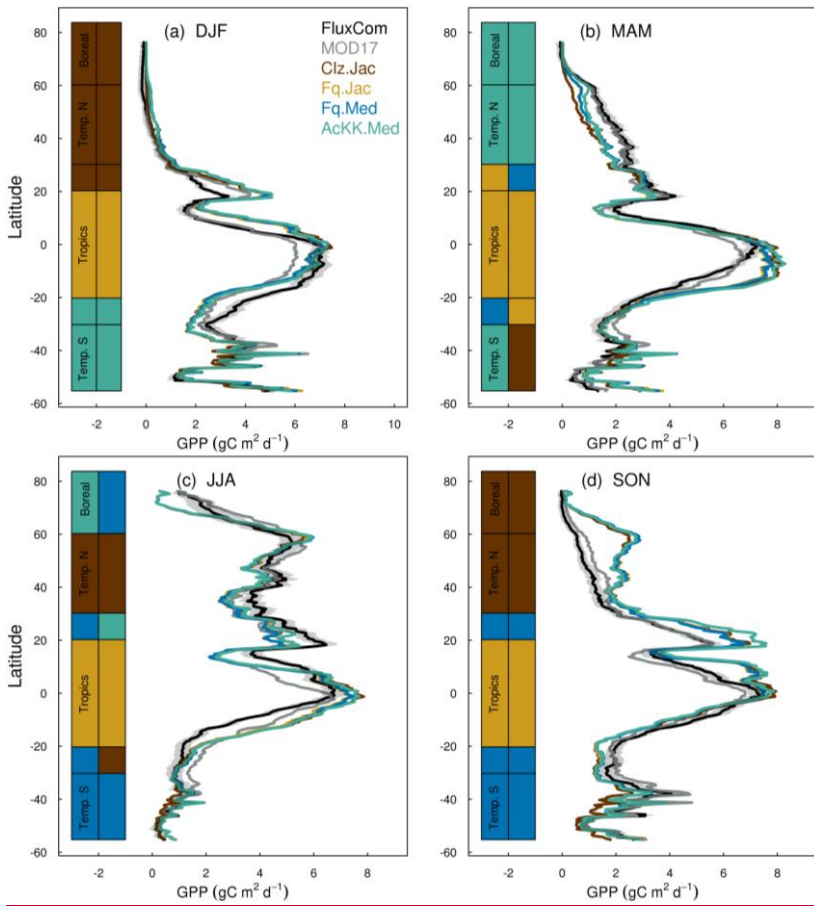 (a) DJF
FluxCom
MOD17
Clz.Jac
Fq.Jac
Fq.Med
AcKK.Med
Boreal
Temp. N
Tropics
Temp. S
Latitude
80
60
40
20
0
-20
-40
-60
-2 0 2 4 6 8 10
GPP (gC m² d⁻¹)
(b) MAM
80
60
40
20
0
-20
-40
-60
-2 0 2 4 6 8
GPP (gC m² d⁻¹)
(c) JJA
Boreal
Temp. N
Tropics
Temp. S
Latitude
80
60
40
20
0
-20
-40
-60
-2 0 2 4 6 8
GPP (gC m² d⁻¹)
(d) SON
80
60
40
20
0
-20
-40
-60
-2 0 2 4 6 8
GPP (gC m² d⁻¹)
Boreal
Temp. N
Tropics
Temp. S
Boreal
Temp. N
Tropics
Temp. S